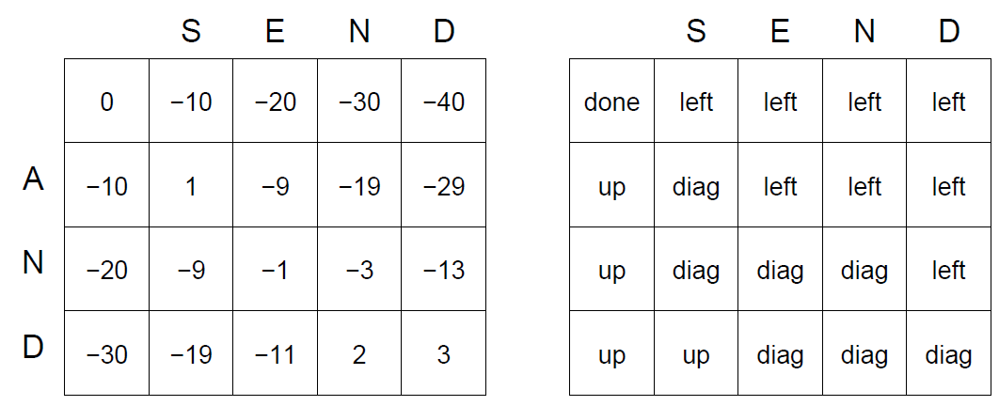 S E N D S E N D
0 −10 −20 −30 −40 done left left left left
A −10 1 −9 −19 −29 up diag left left left
N −20 −9 −1 −3 −13 up diag diag diag left
D −30 −19 −11 2 3 up up diag diag diag